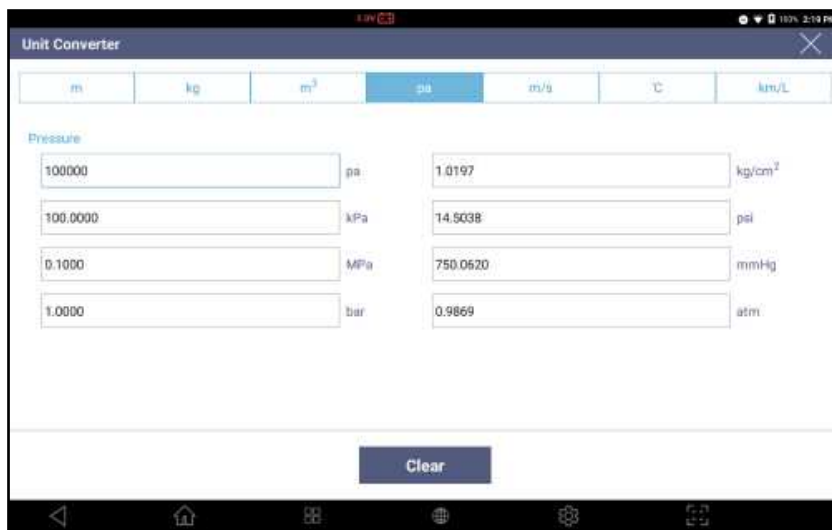 Unit Converter
m kg m³ pa m/s ℃ km/L
Pressure
100000 pa 1.0197 kg/cm²
100.0000 kPa 14.5038 psi
0.1000 MPa 750.0620 mmHg
1.0000 bar 0.9869 atm
Clear